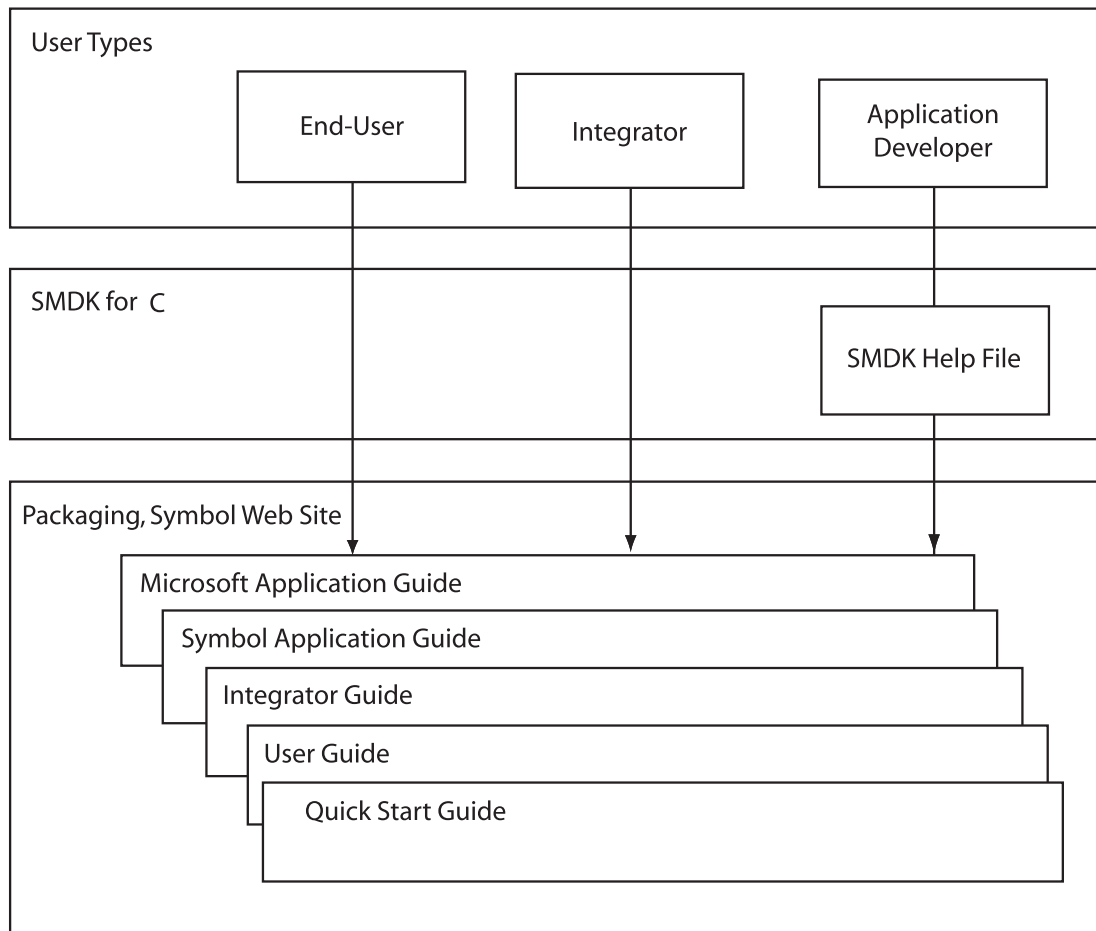 User Types
End-User
Integrator
Application
Developer
SMDK for C
SMDK Help File
Packaging, Symbol Web Site
Microsoft Application Guide
Symbol Application Guide
Integrator Guide
User Guide
Quick Start Guide